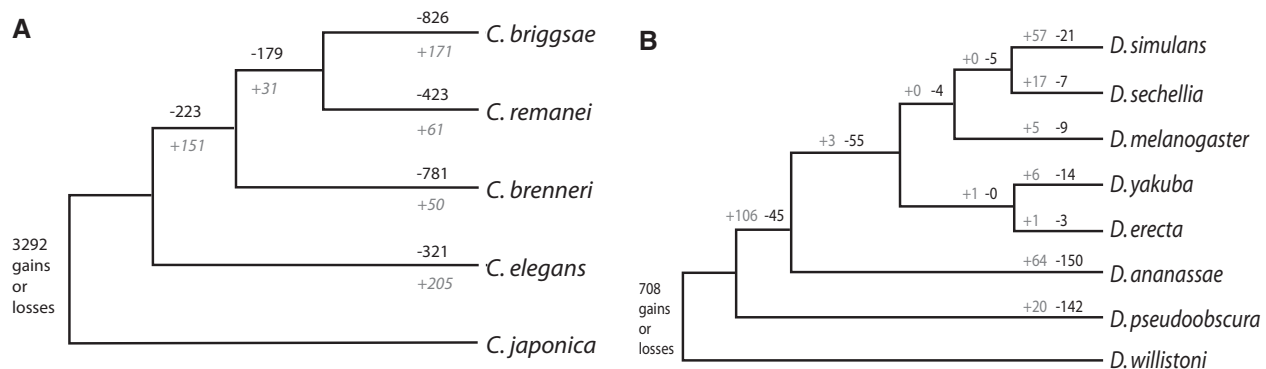 A
-826
C. briggsae
+171
-179
+31
-423
C. remanei
+61
-223
+151
-781
C. brenneri
+50
3292
gains
or
losses
-321
C. elegans
+205
C. japonica
B
+57 -21
D. simulans
+0 -5
+17 -7
D. sechellia
+0 -4
+5 -9
D. melanogaster
+3 -55
+6 -14
D. yakuba
+1 -0
+1 -3
D. erecta
+106 -45
+64 -150
D. ananassae
708
gains
or
losses
+20 -142
D. pseudoobscura
D. willistoni